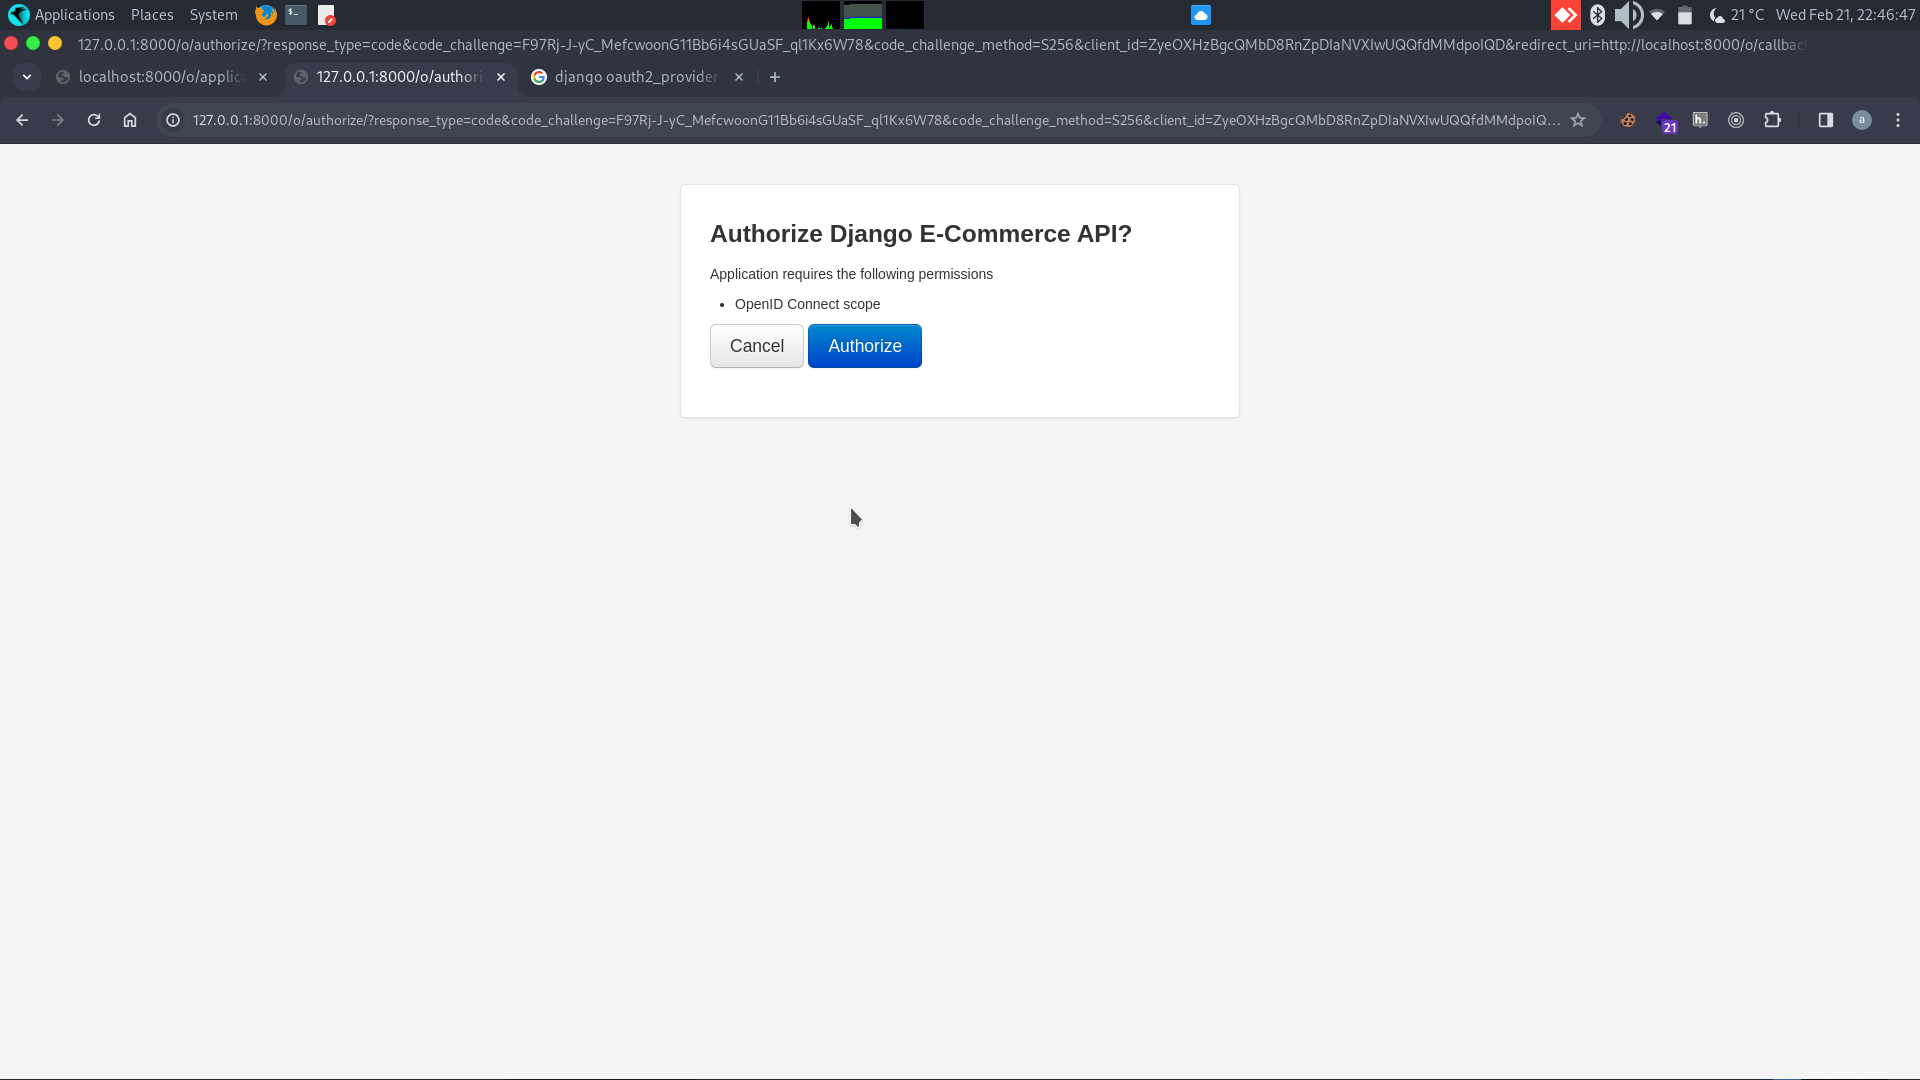 Applications Places System 21 °C Wed Feb 21, 22:46:47
127.0.0.1:8000/o/authorize/?response_type=code&code_challenge=F97Rj-J-yC_MefcwoonG11Bb6i4sGUaSF_ql1Kx6W78&code_challenge_method=S256&client_id=ZyeOXHzBgcQMbD8RnZpDIaNVXIwUQQfdMMdpoIQD&redirect_uri=http://localhost:8000/o/callbac
localhost:8000/o/applica 127.0.0.1:8000/o/authori django oauth2_provider
127.0.0.1:8000/o/authorize/?response_type=code&code_challenge=F97Rj-J-yC_MefcwoonG11Bb6i4sGUaSF_ql1Kx6W78&code_challenge_method=S256&client_id=ZyeOXHzBgcQMbD8RnZpDIaNVXIwUQQfdMMdpoIQ... 21 h. a
Authorize Django E-Commerce API?
Application requires the following permissions
• OpenID Connect scope
Cancel Authorize